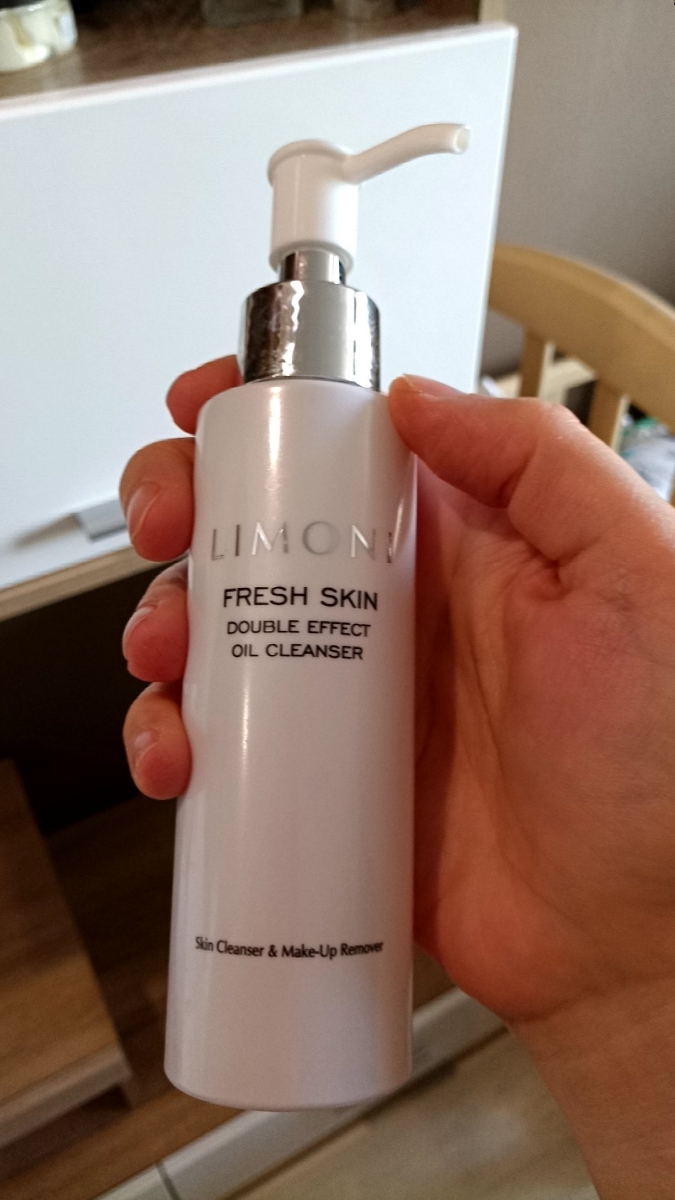 LIMONI
FRESH SKIN
DOUBLE EFFECT
OIL CLEANSER
Skin Cleanser & Make-Up Remover